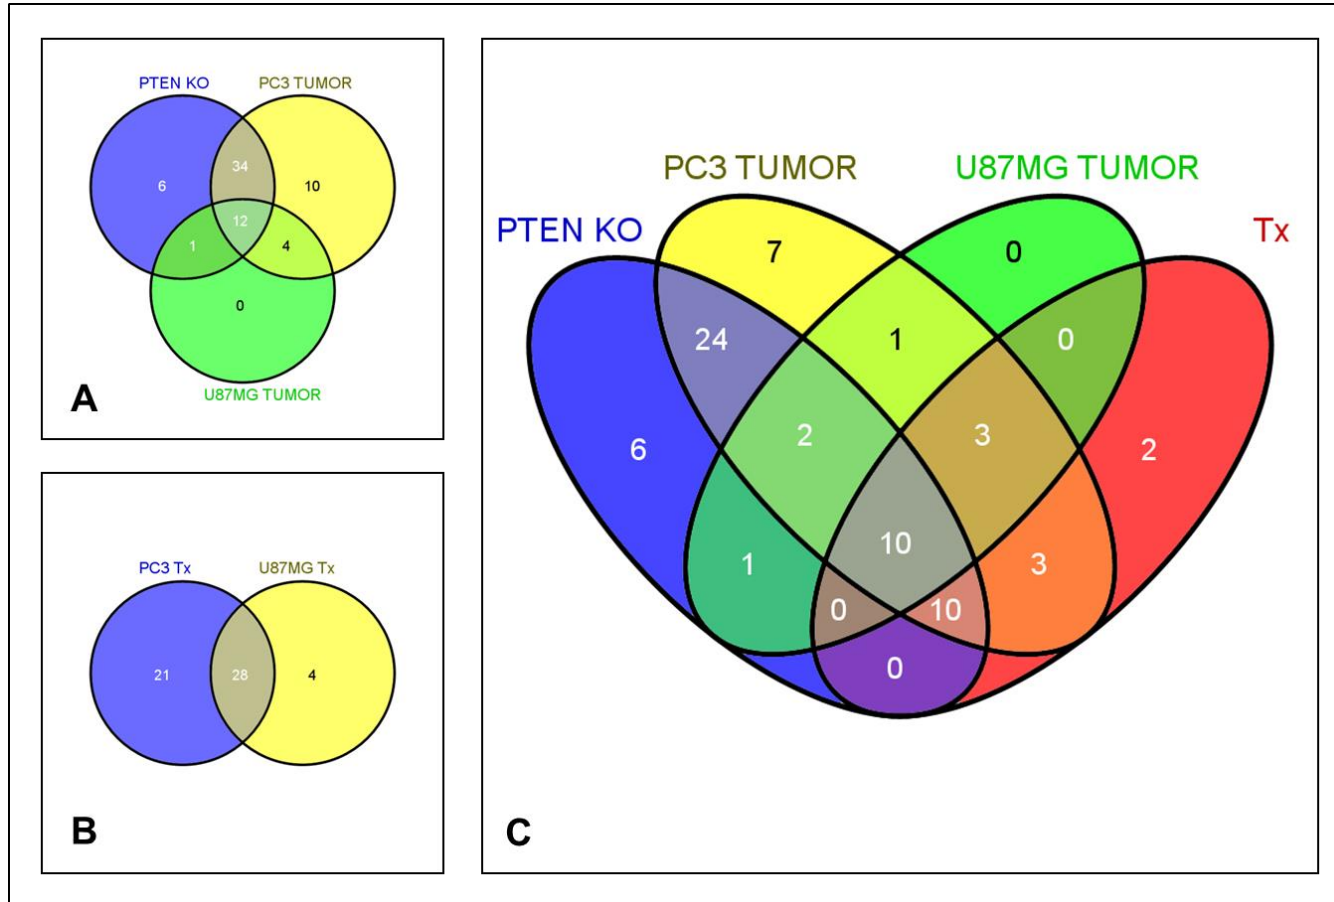 PTEN KO PC3 TUMOR
34
6 10
12
1 4
0
A
U87MG TUMOR
PC3 Tx U87MG Tx
21 28 4
B
PC3 TUMOR U87MG TUMOR
PTEN KO Tx
7 0
24 1 0
6 2 3 2
10
1 3
0 10
0
C